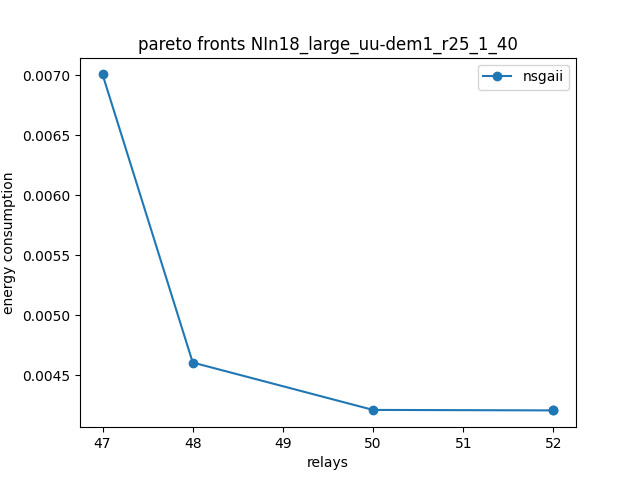 pareto fronts NIn18_large_uu-dem1_r25_1_40
nsgaii
energy consumption
0.0070
0.0065
0.0060
0.0055
0.0050
0.0045
47 48 49 50 51 52
relays